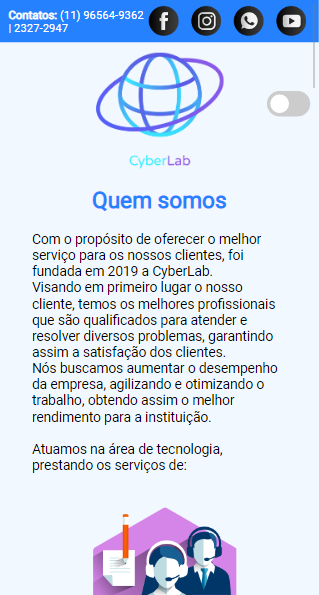 Contatos: (11) 96564-9362
| 2327-2947
CyberLab
Quem somos
Com o propósito de oferecer o melhor
serviço para os nossos clientes, foi
fundada em 2019 a CyberLab.
Visando em primeiro lugar o nosso
cliente, temos os melhores profissionais
que são qualificados para atender e
resolver diversos problemas, garantindo
assim a satisfação dos clientes.
Nós buscamos aumentar o desempenho
da empresa, agilizando e otimizando o
trabalho, obtendo assim o melhor
rendimento para a instituição.
Atuamos na área de tecnologia,
prestando os serviços de: